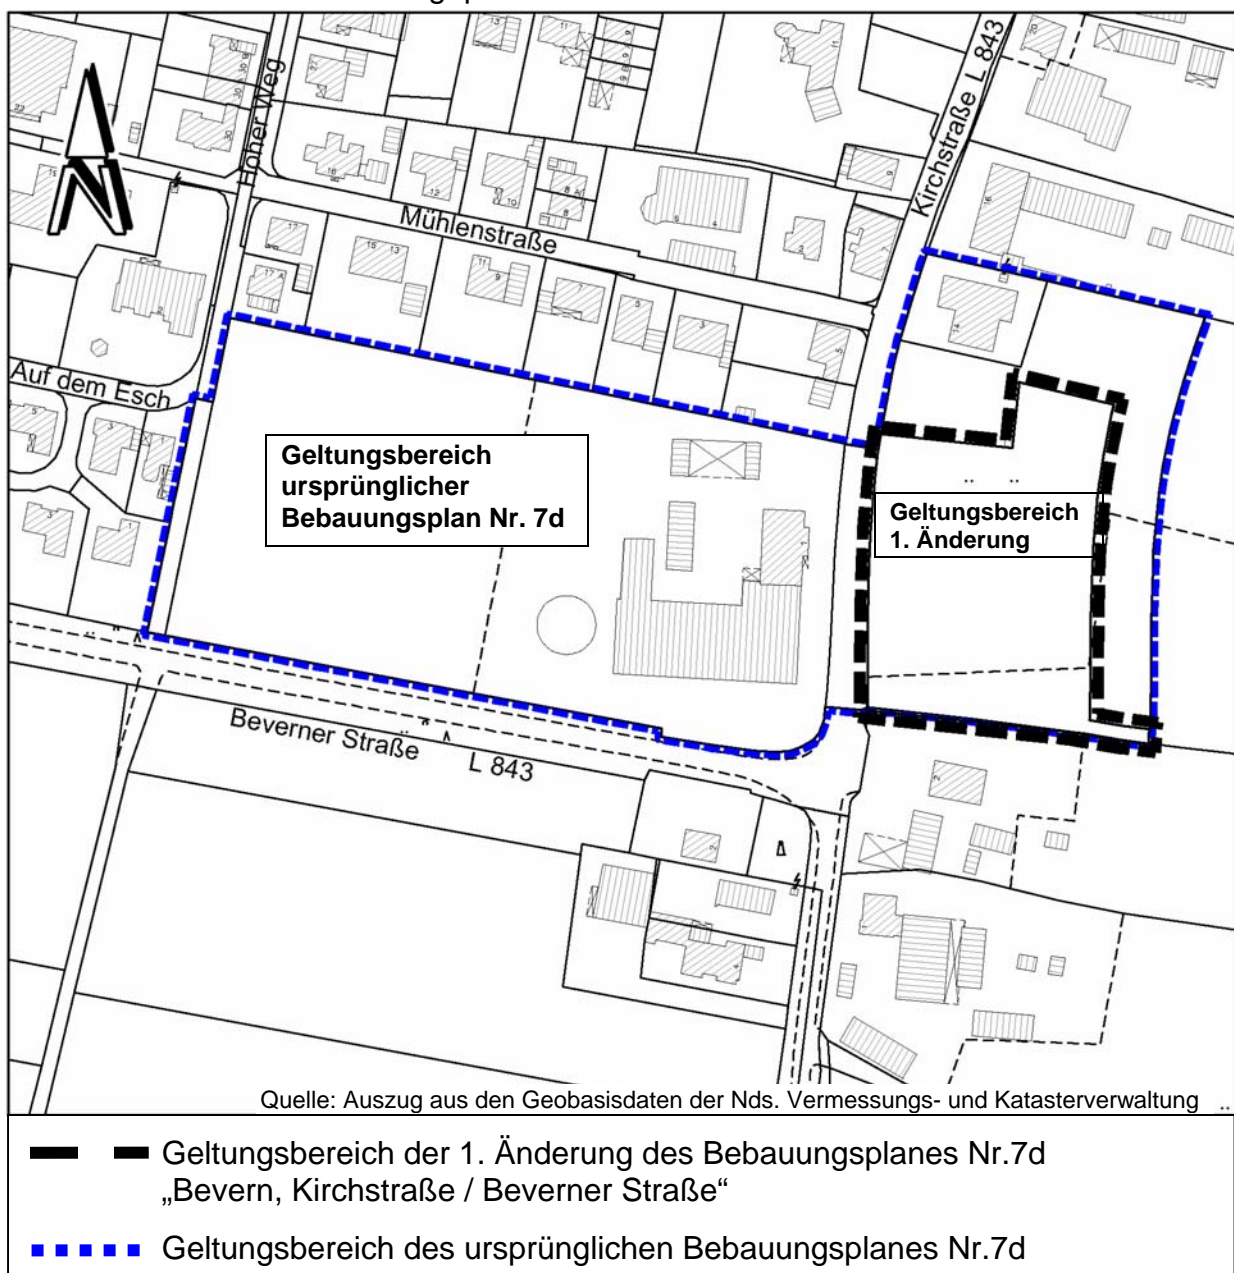 Hoher Weg
Kirchstraße L 843
Mühlenstraße
Auf dem Esch
Geltungsbereich
ursprünglicher
Bebauungsplan Nr. 7d
Geltungsbereich
1. Änderung
Beverner Straße L 843
N
Quelle: Auszug aus den Geobasisdaten der Nds. Vermessungs- und Katasterverwaltung
Geltungsbereich der 1. Änderung des Bebauungsplanes Nr.7d
„Bevern, Kirchstraße / Beverner Straße“
Geltungsbereich des ursprünglichen Bebauungsplanes Nr.7d